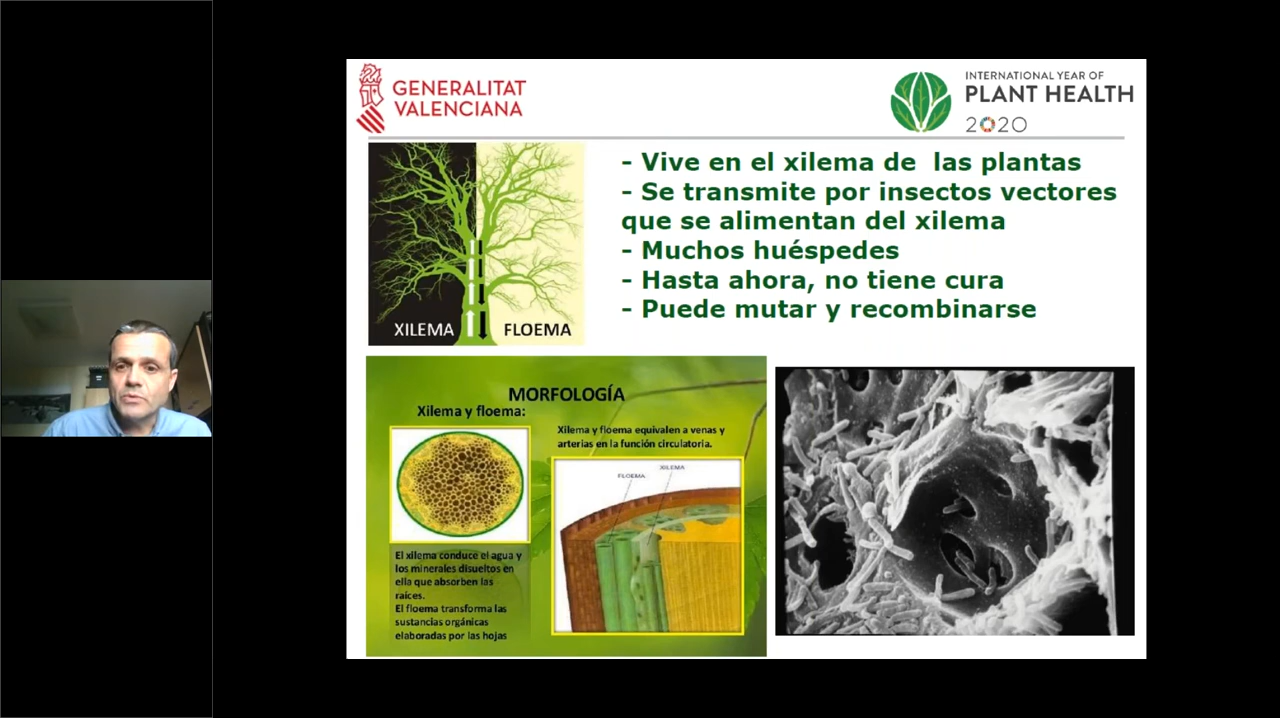 GENERALITAT
VALENCIANA
INTERNATIONAL YEAR OF
PLANT HEALTH
2020
- Vive en el xilema de las plantas
- Se transmite por insectos vectores
que se alimentan del xilema
- Muchos huéspedes
- Hasta ahora, no tiene cura
- Puede mutar y recombinarse
XILEMA
FLOEMA
MORFOLOGÍA
Xilema y floema:
El xilema conduce el agua y
los minerales disueltos en
ella que absorben las
raíces.
El floema transforma las
sustancias orgánicas
elaboradas por las hojas
Xilema y floema equivalen a venas y
arterias en la función circulatoria.
XILEMA
FLOEMA